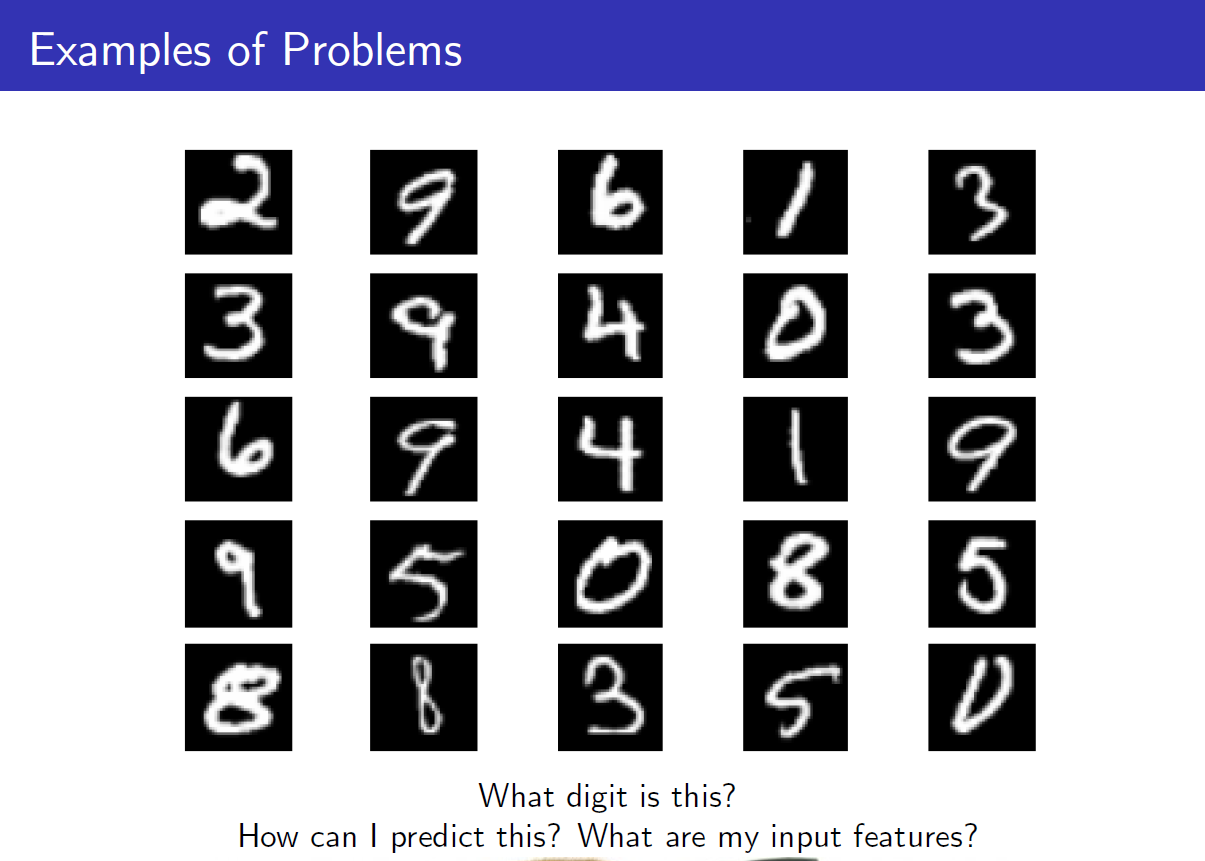 Examples of Problems
2 9 6 1 3
3 9 4 0 3
6 9 4 1 9
9 5 0 8 5
8 8 3 5 0
What digit is this?
How can I predict this? What are my input features?